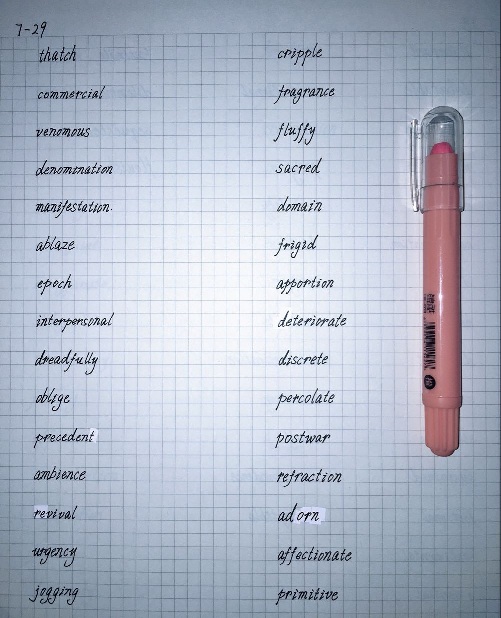 7-29
thatch
commercial
venomous
denomination
manifestation.
ablaze
epoch
interpersonal
dreadfully
oblige
precedent
ambience
revival
urgency
jogging
cripple
fragrance
fluffy
sacred
domain
frigid
apportion
deteriorate
discrete
percolate
postwar
refraction
adorn
affectionate
primitive